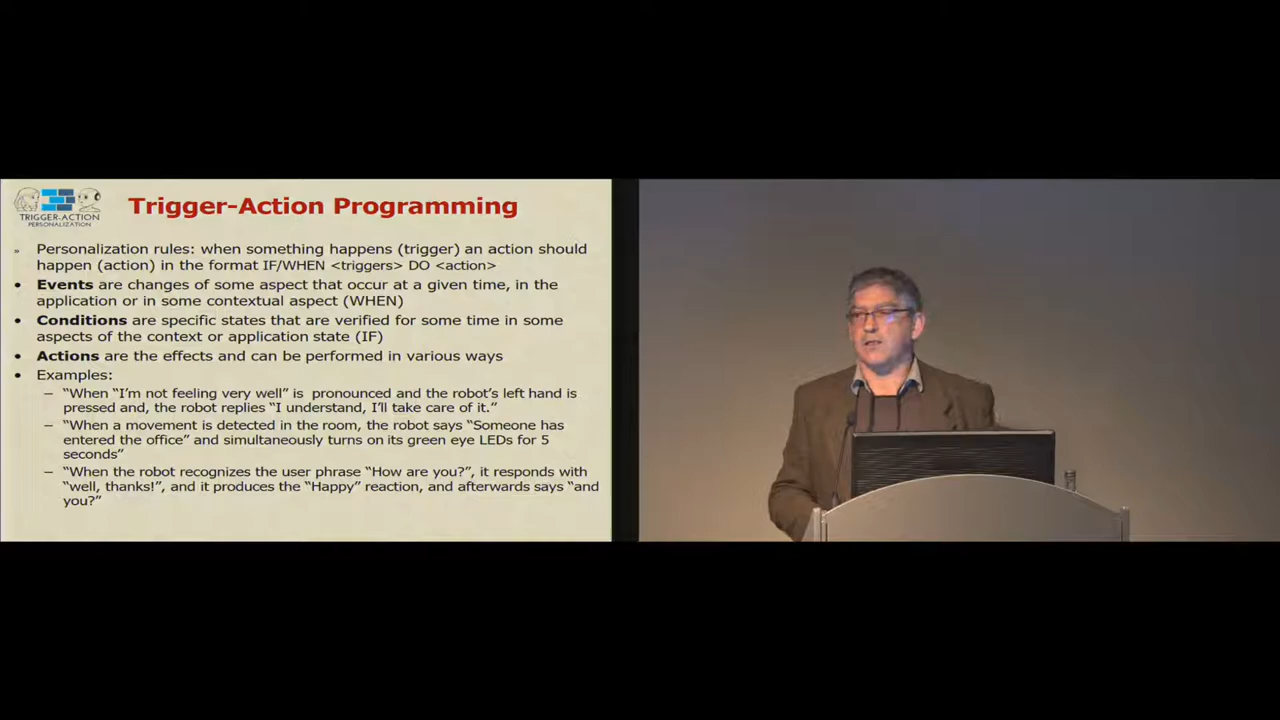 TRIGGER-ACTION
PERSONALIZATION
Trigger-Action Programming
» Personalization rules: when something happens (trigger) an action should
happen (action) in the format IF/WHEN <triggers> DO <action>
• Events are changes of some aspect that occur at a given time, in the
application or in some contextual aspect (WHEN)
• Conditions are specific states that are verified for some time in some
aspects of the context or application state (IF)
• Actions are the effects and can be performed in various ways
• Examples:
– “When “I’m not feeling very well” is pronounced and the robot’s left hand is
pressed and, the robot replies “I understand, I’ll take care of it.”
– “When a movement is detected in the room, the robot says “Someone has
entered the office” and simultaneously turns on its green eye LEDs for 5
seconds”
– “When the robot recognizes the user phrase “How are you?”, it responds with
“well, thanks!”, and it produces the “Happy” reaction, and afterwards says “and
you?”